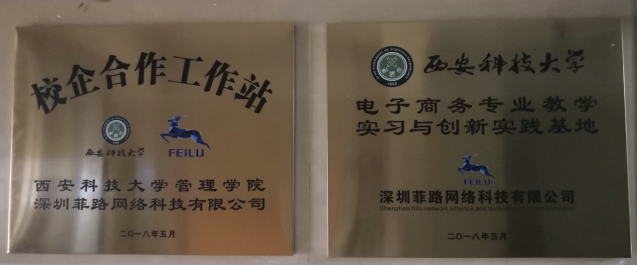 校企合作工作站
西安科技大学
FEILU
西安科技大学管理学院
深圳菲路网络科技有限公司
二〇一八年五月
西安科技大学
电子商务专业教学
实习与创新实践基地
FEILU
深圳菲路网络科技有限公司
二〇一八年五月